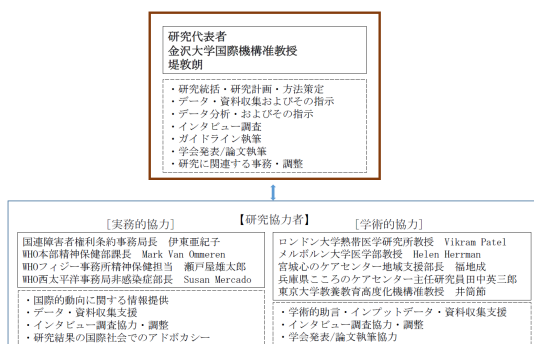 研究代表者
金沢大学国際機構准教授
堤敦朗
・研究統括・研究計画・方法策定
・データ・資料収集およびその指示
・データ分析・およびその指示
・インタビュー調査
・ガイドライン執筆
・学会発表/論文執筆
・研究に関連する事務・調整
【研究協力者】
[実務的協力]
国連障害者権利条約事務局長 伊東亜紀子
WHO本部精神保健部課長 Mark Van Ommeren
WHOフィジー事務所精神保健担当 瀬戸屋雄太郎
WHO西太平洋事務局非感染症部長 Susan Mercado
・国際的動向に関する情報提供
・データ・資料収集支援
・インタビュー調査協力・調整
・研究結果の国際社会でのアドボカシー
[学術的協力]
ロンドン大学熱帯医学研究所教授 Vikram Patel
メルボルン大学医学部教授 Helen Herrman
宮城心のケアセンター地域支援部長 福地成
兵庫県こころのケアセンター主任研究員田中英三郎
東京大学教養教育高度化機構准教授 井筒節
・学術的助言・インプットデータ・資料収集支援
・インタビュー調査協力・調整
・学会発表/論文執筆協力